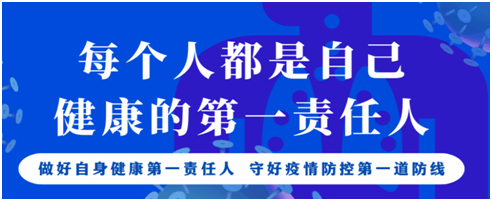 每个人都是自己
健康的第一责任人
做好自身健康第一责任人 守好疫情防控第一道防线